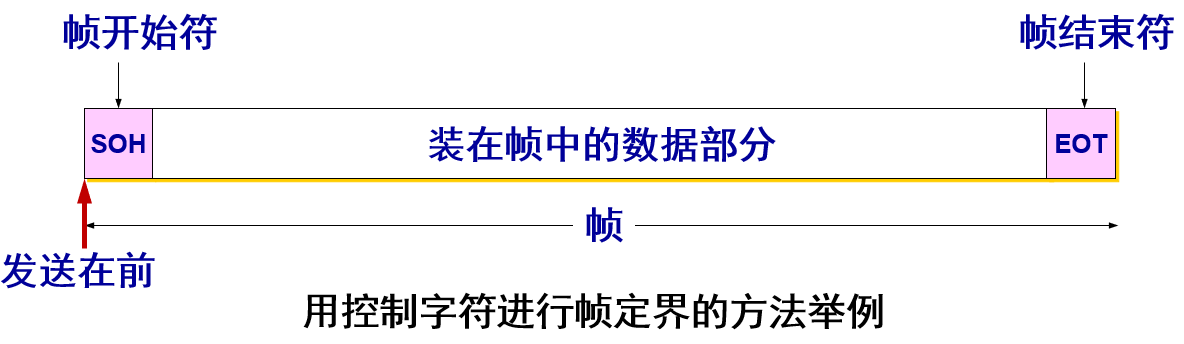 帧开始符
帧结束符
SOH
装在帧中的数据部分
EOT
帧
发送在前
用控制字符进行帧定界的方法举例